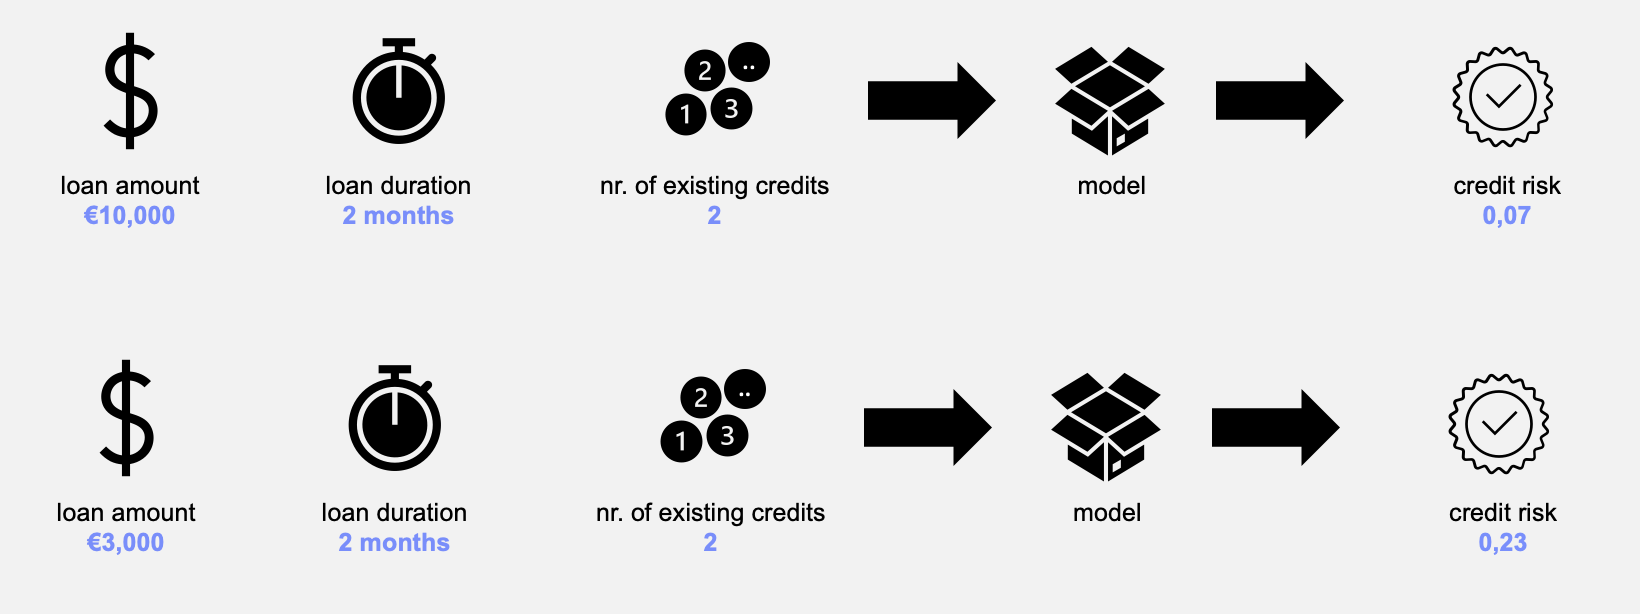 2 ..
1 3
loan amount loan duration nr. of existing credits model credit risk
€10,000 2 months 2 0,07
2 ..
1 3
loan amount loan duration nr. of existing credits model credit risk
€3,000 2 months 2 0,23